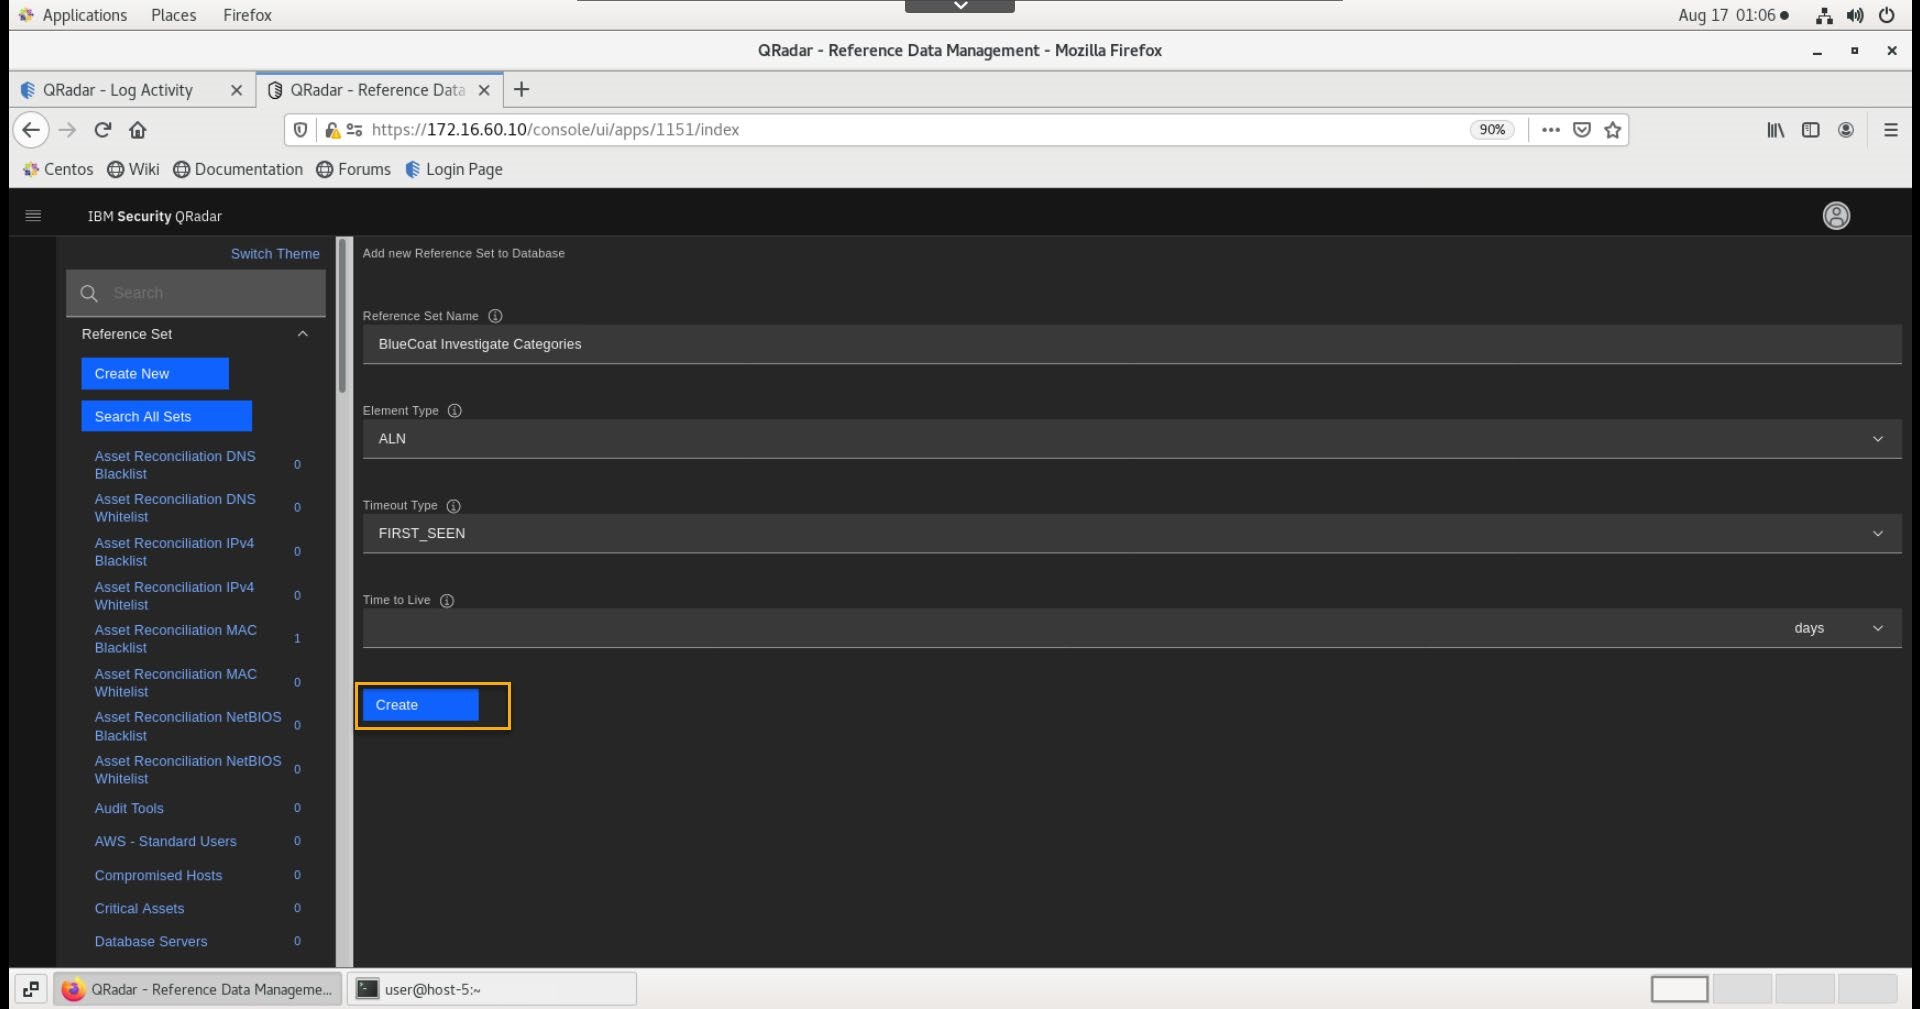 Applications Places Firefox Aug 17 01:06
QRadar - Reference Data Management - Mozilla Firefox
QRadar - Log Activity QRadar - Reference Data
https://172.16.60.10/console/ui/apps/1151/index 90%
Centos Wiki Documentation Forums Login Page
IBM Security QRadar
Switch Theme
Search
Reference Set
Create New
Search All Sets
Asset Reconciliation DNS
Blacklist 0
Asset Reconciliation DNS
Whitelist 0
Asset Reconciliation IPv4
Blacklist 0
Asset Reconciliation IPv4
Whitelist 0
Asset Reconciliation MAC
Blacklist 1
Asset Reconciliation MAC
Whitelist 0
Asset Reconciliation NetBIOS
Blacklist 0
Asset Reconciliation NetBIOS
Whitelist 0
Audit Tools 0
AWS - Standard Users 0
Compromised Hosts 0
Critical Assets 0
Database Servers 0
Add new Reference Set to Database
Reference Set Name
BlueCoat Investigate Categories
Element Type
ALN
Timeout Type
FIRST_SEEN
Time to Live
days
Create
QRadar - Reference Data Manageme... user@host-5:~